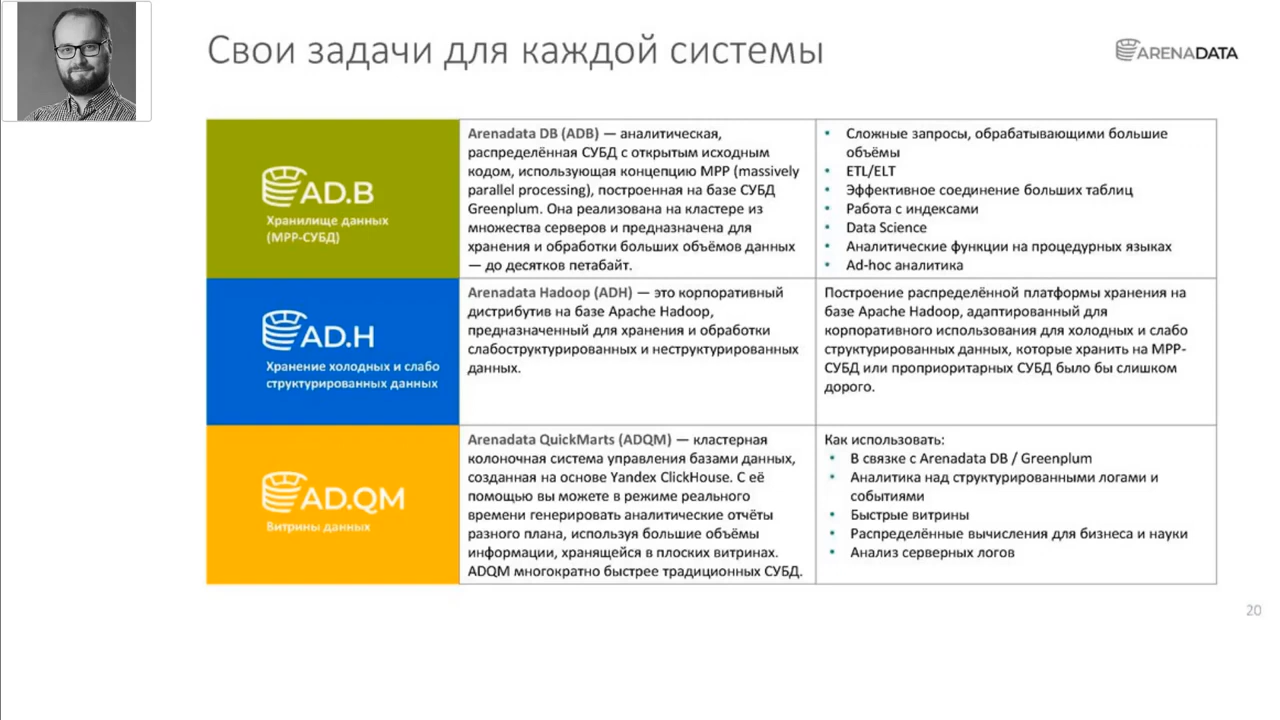 Свои задачи для каждой системы
ARENADATA
AD.B
Хранилище данных
(MPP-СУБД)
Arenadata DB (ADB) — аналитическая,
распределённая СУБД с открытым исходным
кодом, использующая концепцию MPP (massively
parallel processing), построенная на базе СУБД
Greenplum. Она реализована на кластере из
множества серверов и предназначена для
хранения и обработки больших объёмов данных
— до десятков петабайт.
• Сложные запросы, обрабатывающими большие
объёмы
• ETL/ELT
• Эффективное соединение больших таблиц
• Работа с индексами
• Data Science
• Аналитические функции на процедурных языках
• Ad-hoc аналитика
AD.H
Хранение холодных и слабо
структурированных данных
Arenadata Hadoop (ADH) — это корпоративный
дистрибутив на базе Apache Hadoop,
предназначенный для хранения и обработки
слабоструктурированных и неструктурированных
данных.
Построение распределённой платформы хранения на
базе Apache Hadoop, адаптированный для
корпоративного использования для холодных и слабо
структурированных данных, которые хранить на MPP-
СУБД или проприоритарных СУБД было бы слишком
дорого.
AD.QM
Витрины данных
Arenadata QuickMarts (ADQM) — кластерная
колоночная система управления базами данных,
созданная на основе Yandex ClickHouse. С её
помощью вы можете в режиме реального
времени генерировать аналитические отчёты
разного плана, используя большие объёмы
информации, хранящейся в плоских витринах.
ADQM многократно быстрее традиционных СУБД.
Как использовать:
• В связке с Arenadata DB / Greenplum
• Аналитика над структурированными логами и
событиями
• Быстрые витрины
• Распределённые вычисления для бизнеса и науки
• Анализ серверных логов
20